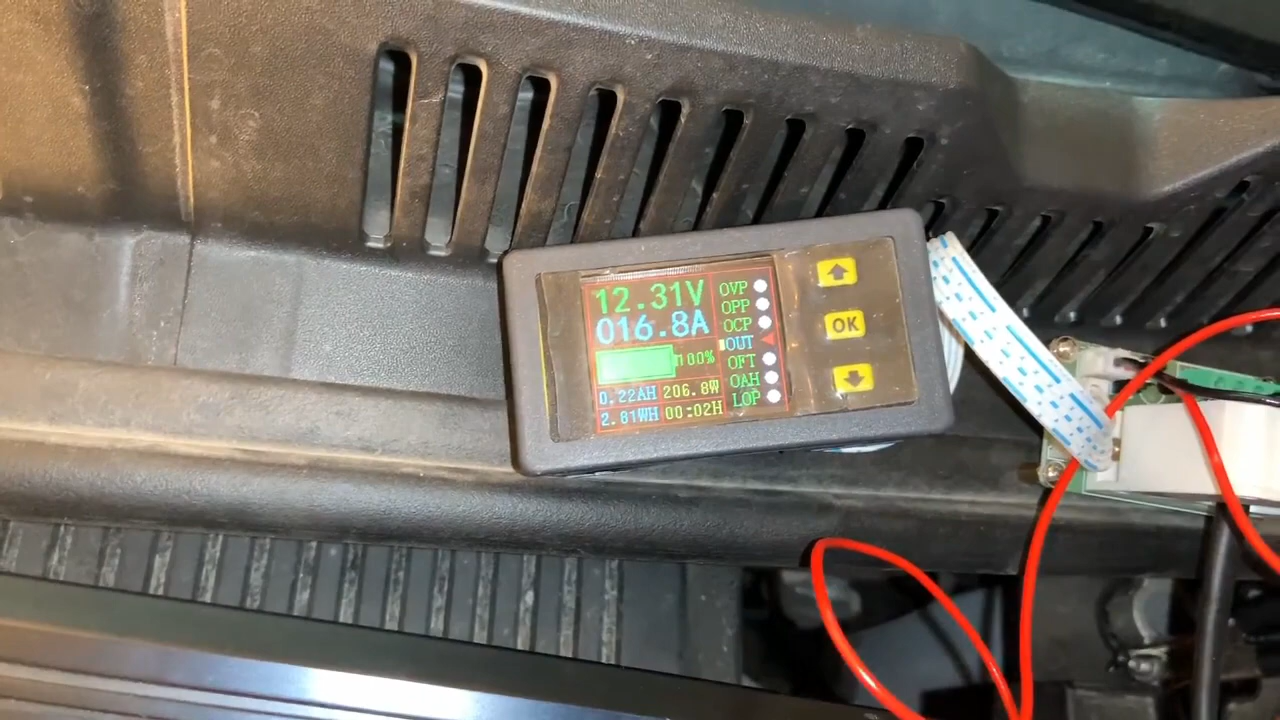 12.31V
016.8A
100%
0.22AH 206.8W
2.81WH 00:02H
OVP
OPP
OCP
OUT
OFT
OAH
LOP
OK